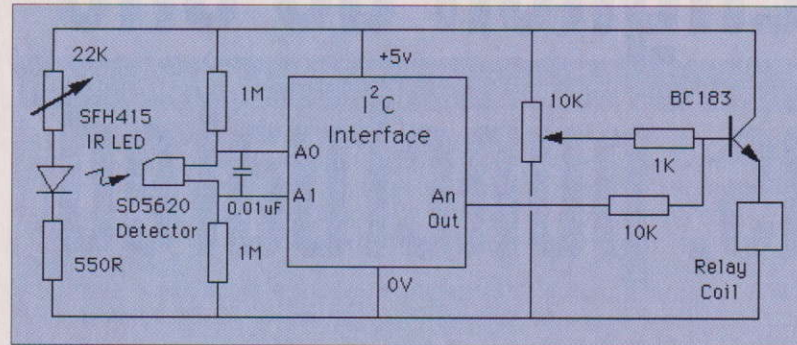 22K
SFH415
IR LED
SD5620
Detector
550R
1M
1M
0.01uF
+5v
I²C
Interface
A0
A1
An
Out
0V
10K
1K
10K
BC183
Relay
Coil